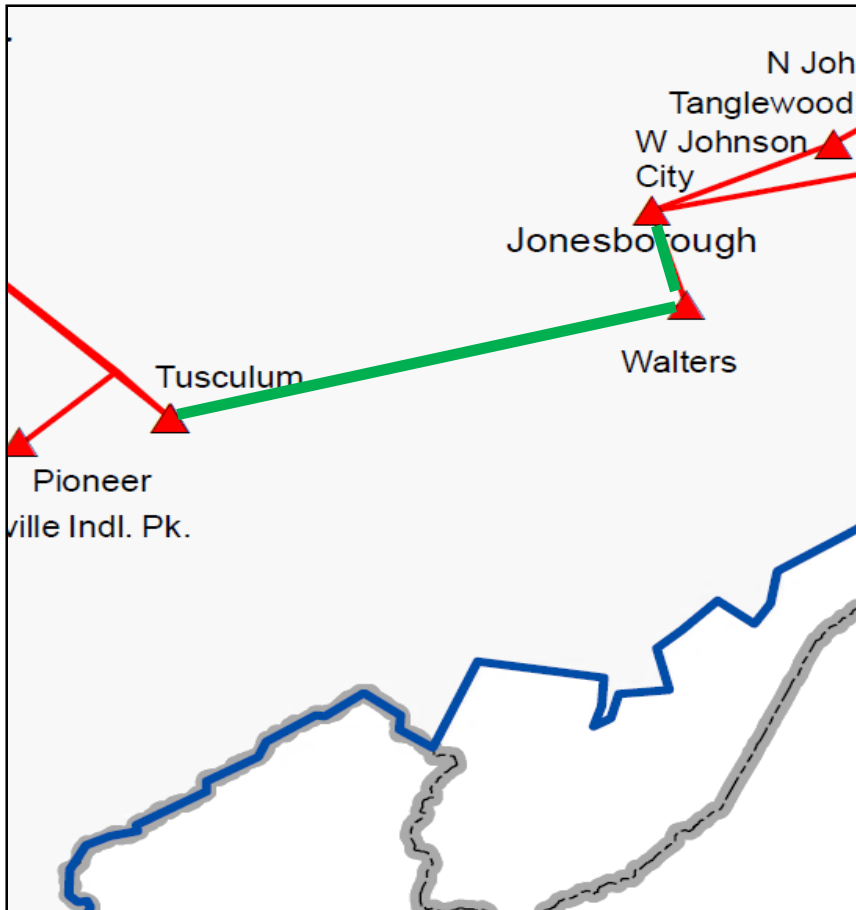 N Joh
Tanglewood
W Johnson
City
Jonesborough
Walters
Tusculum
Pioneer
ville Indl. Pk.